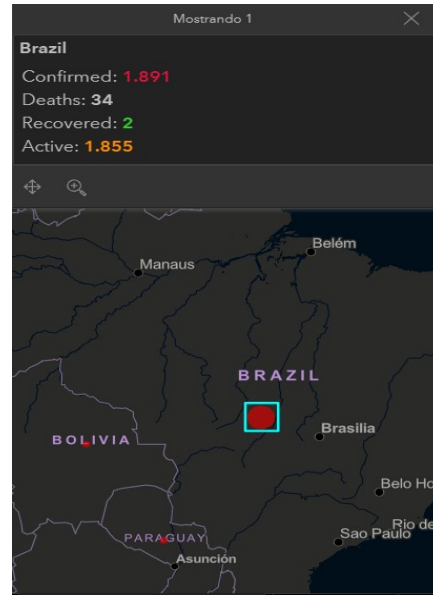 Mostrando 1
Brazil
Confirmed: 1.891
Deaths: 34
Recovered: 2
Active: 1.855
Belém
Manaus
BRAZIL
Brasilia
BOLIVIA
Belo Ho
Rio de
Sao Paulo
PARAGUAY
Asunción